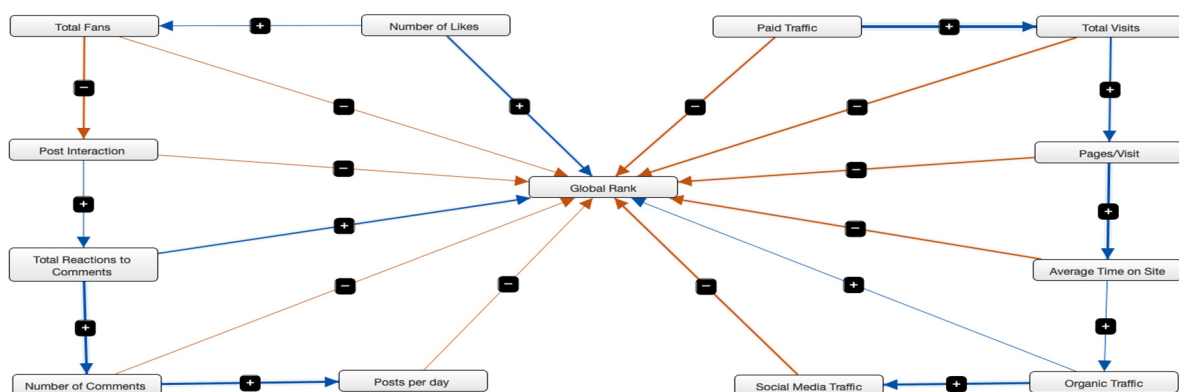 Total Fans
+
Number of Likes
Paid Traffic
+
Total Visits
−
+
−
−
−
+
Post Interaction
−
−
Pages/Visit
Global Rank
+
+
+
−
Total Reactions to
Comments
Average Time on Site
−
−
−
+
+
+
Number of Comments
+
Posts per day
Social Media Traffic
+
Organic Traffic